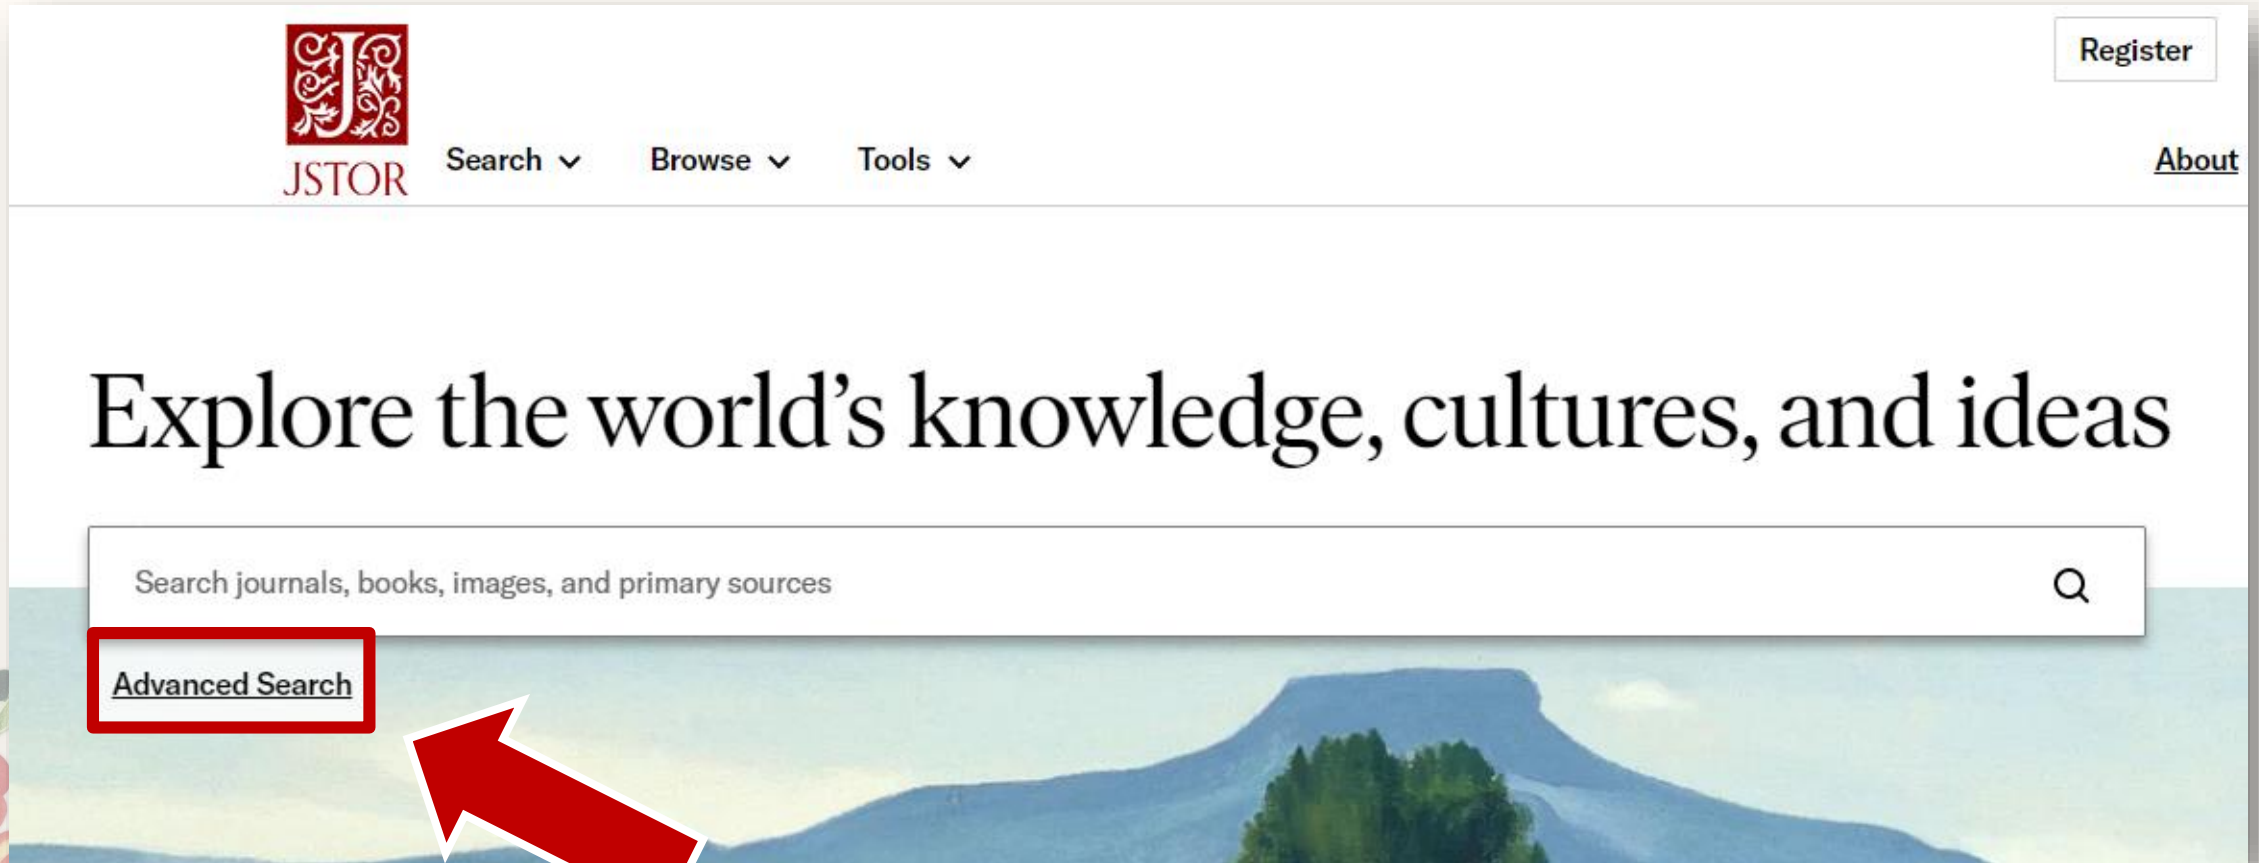 Register
JSTOR
Search Browse Tools About
Explore the world’s knowledge, cultures, and ideas
Search journals, books, images, and primary sources
Advanced Search